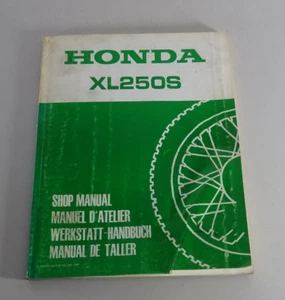 HONDA
XL250S
SHOP MANUAL
MANUEL D'ATELIER
WERKSTATT-HANDBUCH
MANUAL DE TALLER